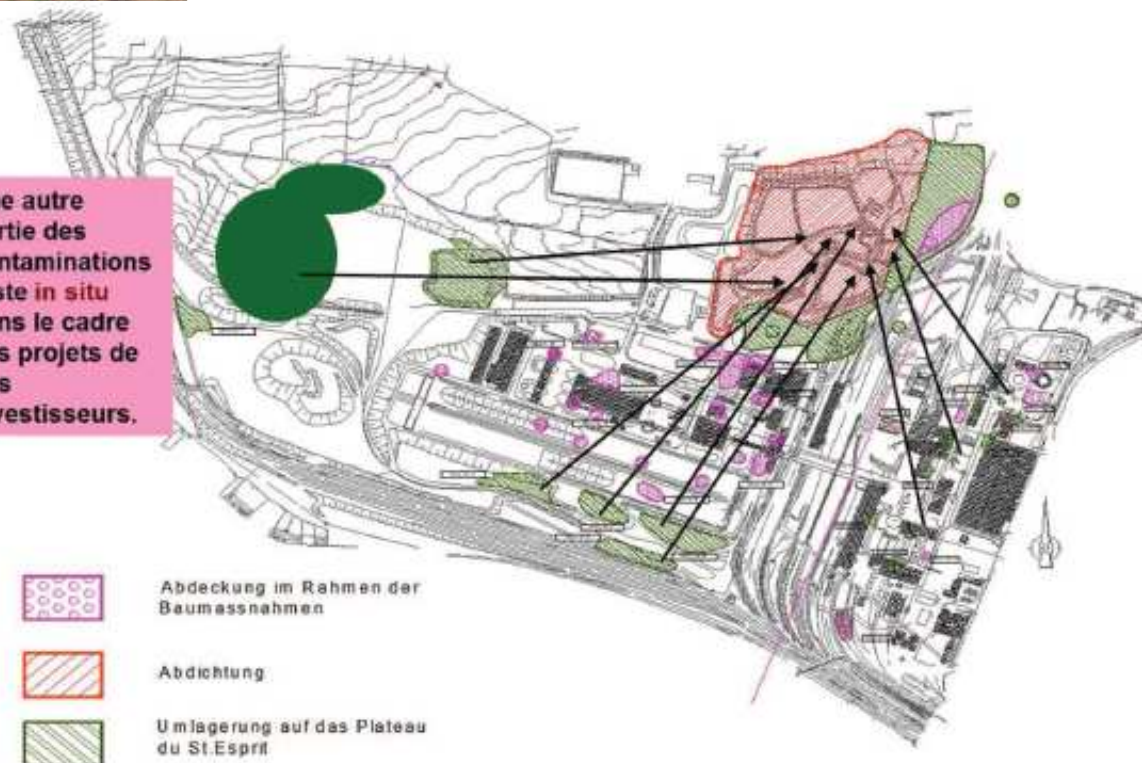 e autre
rtie des
ntaminations
ste in situ
ns le cadre
s projets de
s
vestisseurs.
Abdeckung im Rahmen der
Baumassnahmen
Abdichtung
Umlagerung auf das Plateau
du St.Esprit